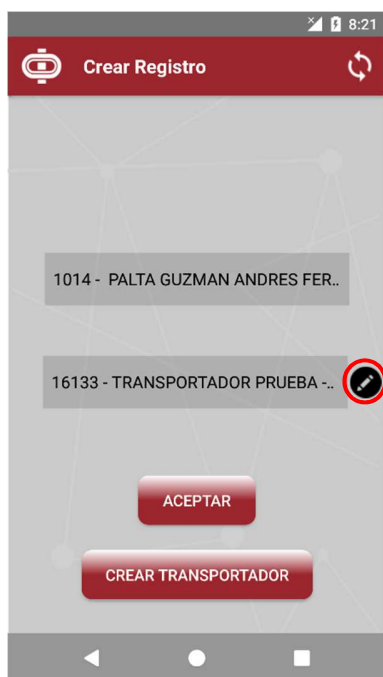 8:21
Crear Registro
1014 - PALTA GUZMAN ANDRES FER..
16133 - TRANSPORTADOR PRUEBA -..
ACEPTAR
CREAR TRANSPORTADOR